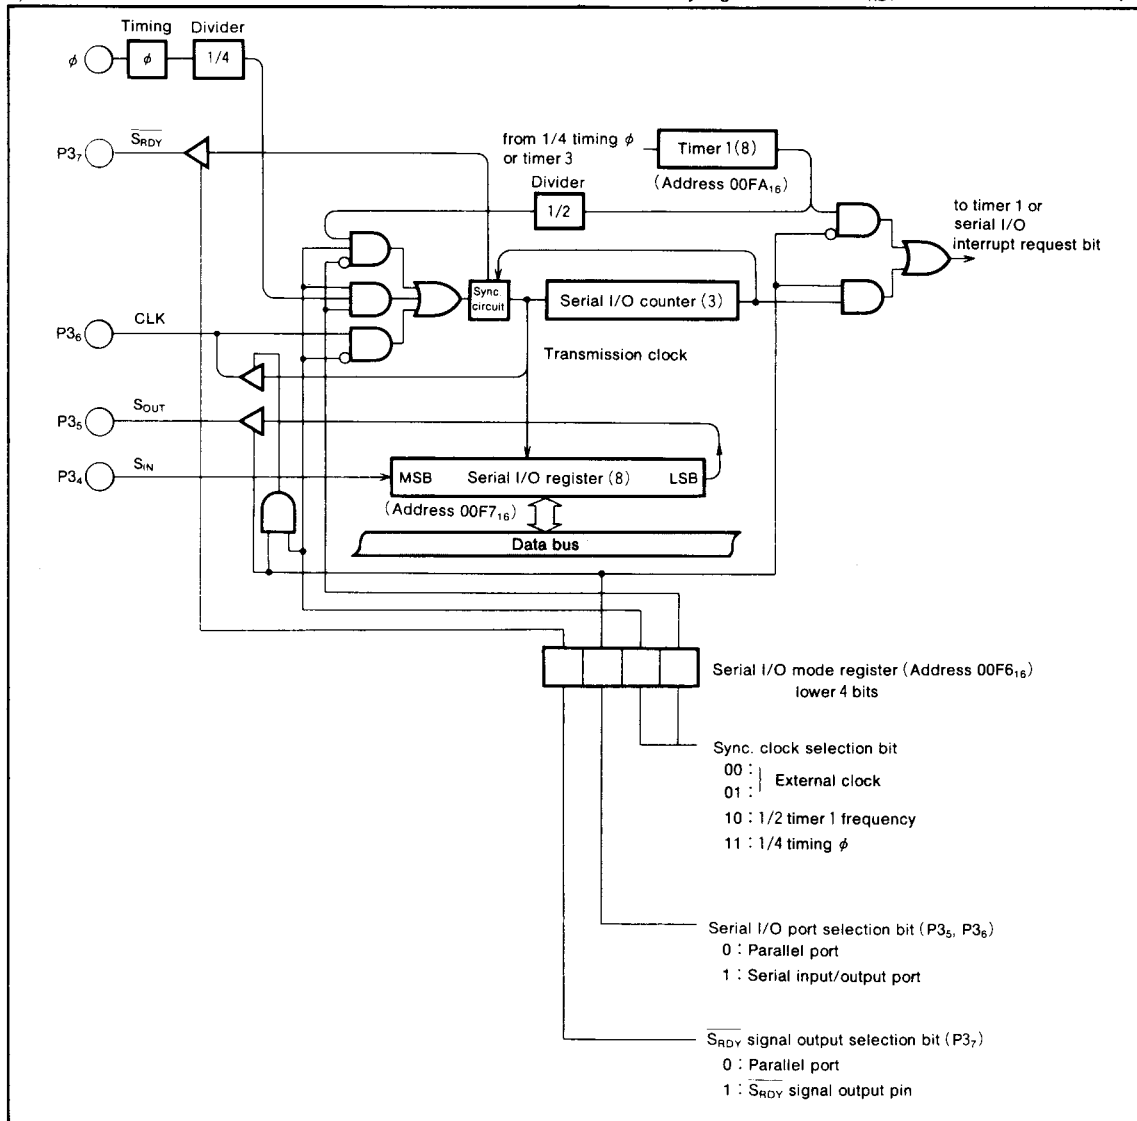 Timing Divider
φ φ 1/4
P3₇ S̅R̅D̅Y̅
from 1/4 timing φ
or timer 3
Timer 1(8)
(Address 00FA₁₆)
Divider
1/2
to timer 1 or
serial I/O
interrupt request bit
Sync.
circuit
Serial I/O counter (3)
P3₆ CLK
Transmission clock
P3₅ SOUT
P3₄ SIN
MSB Serial I/O register (8) LSB
(Address 00F7₁₆)
Data bus
Serial I/O mode register (Address 00F6₁₆)
lower 4 bits
Sync. clock selection bit
00 :
01 :
External clock
10 : 1/2 timer 1 frequency
11 : 1/4 timing φ
Serial I/O port selection bit (P3₅, P3₆)
0 : Parallel port
1 : Serial input/output port
S̅R̅D̅Y̅ signal output selection bit (P3₇)
0 : Parallel port
1 : S̅R̅D̅Y̅ signal output pin